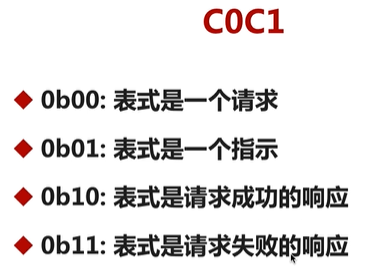 C0C1
◆ 0b00: 表式是一个请求
◆ 0b01: 表式是一个指示
◆ 0b10: 表式是请求成功的响应
◆ 0b11: 表式是请求失败的响应